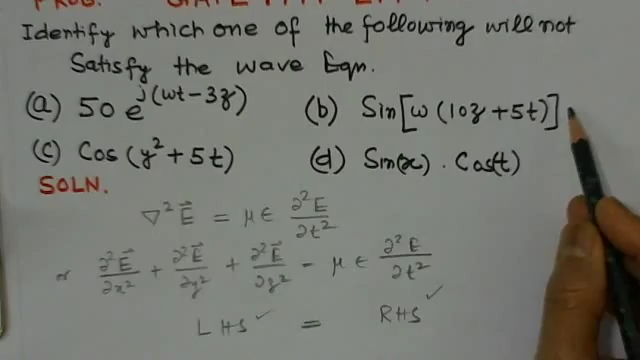 Identify which one of the following will not
Satisfy the wave Eqn.
(a) 50 e^{j(ωt − 3z)} (b) Sin[ω(10z + 5t)]
(c) Cos(y² + 5t) (d) Sin(x) . Cos(t)
SOLN.
∇²E⃗ = μϵ ∂²E/∂t²
or ∂²E⃗/∂x² + ∂²E⃗/∂y² + ∂²E⃗/∂z² = μϵ ∂²E/∂t²
LHS ✓ = RHS ✓